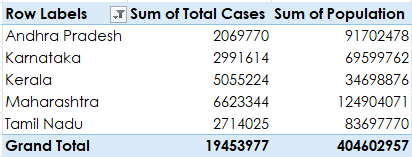 Row Labels Sum of Total Cases Sum of Population
Andhra Pradesh 2069770 91702478
Karnataka 2991614 69599762
Kerala 5055224 34698876
Maharashtra 6623344 124904071
Tamil Nadu 2714025 83697770
Grand Total 19453977 404602957